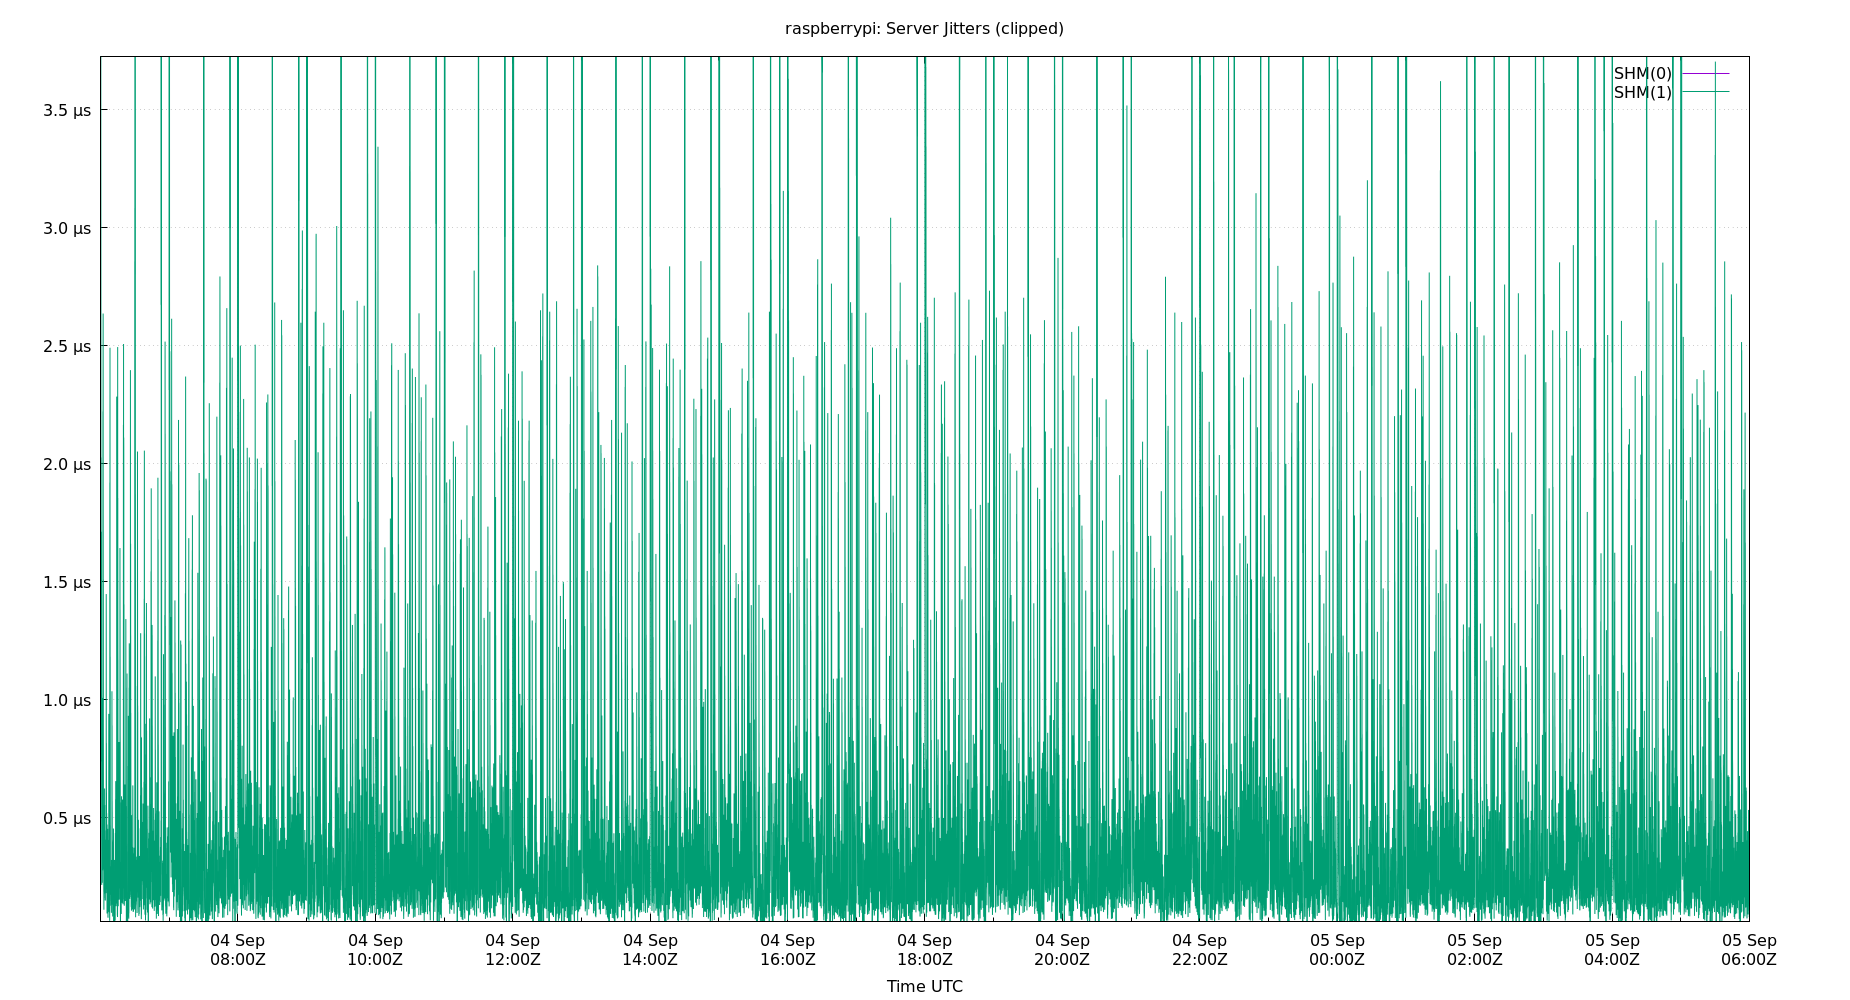 raspberrypi: Server Jitters (clipped)
SHM(0)
SHM(1)
3.5 µs
3.0 µs
2.5 µs
2.0 µs
1.5 µs
1.0 µs
0.5 µs
04 Sep 04 Sep 04 Sep 04 Sep 04 Sep 04 Sep 04 Sep 04 Sep 05 Sep 05 Sep 05 Sep 05 Sep
08:00Z 10:00Z 12:00Z 14:00Z 16:00Z 18:00Z 20:00Z 22:00Z 00:00Z 02:00Z 04:00Z 06:00Z
Time UTC